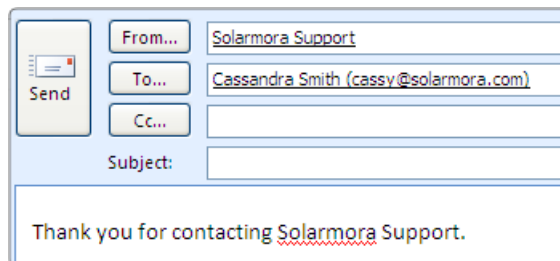 From... Solarmora Support
Send To... Cassandra Smith (cassy@solarmora.com)
Cc...
Subject:
Thank you for contacting Solarmora Support.